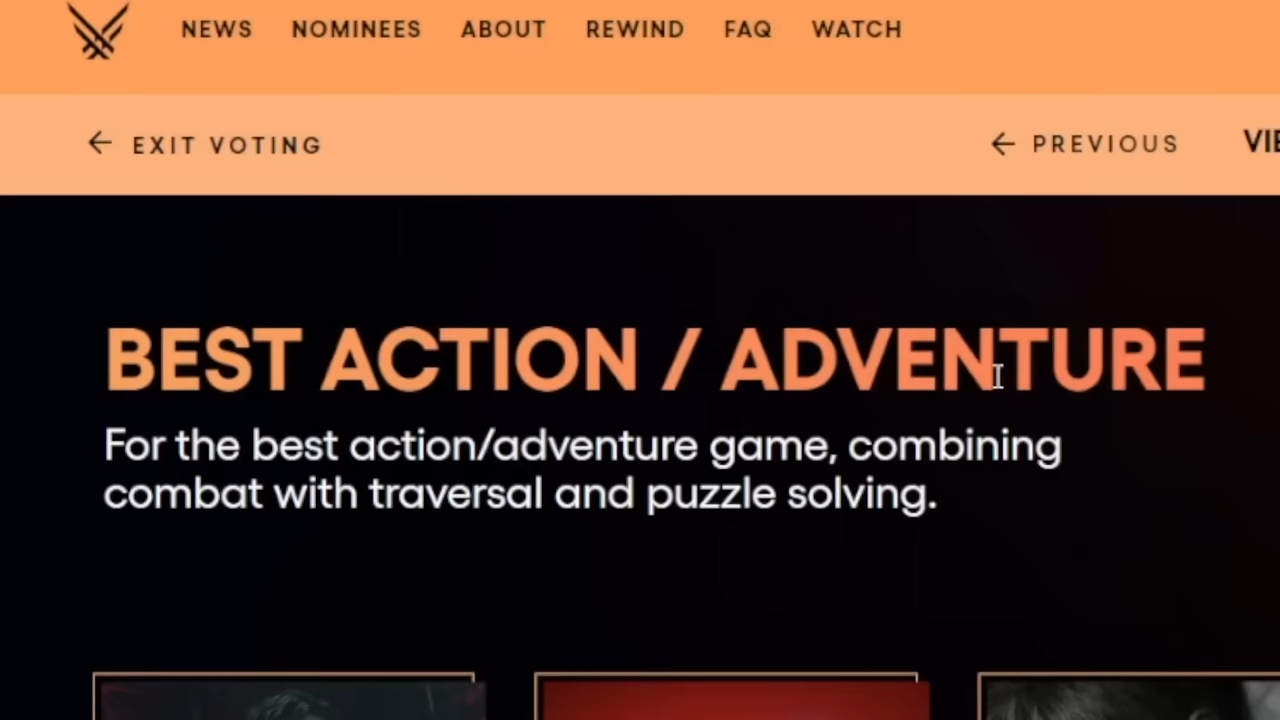 NEWS NOMINEES ABOUT REWIND FAQ WATCH
← EXIT VOTING ← PREVIOUS
BEST ACTION / ADVENTURE
For the best action/adventure game, combining
combat with traversal and puzzle solving.